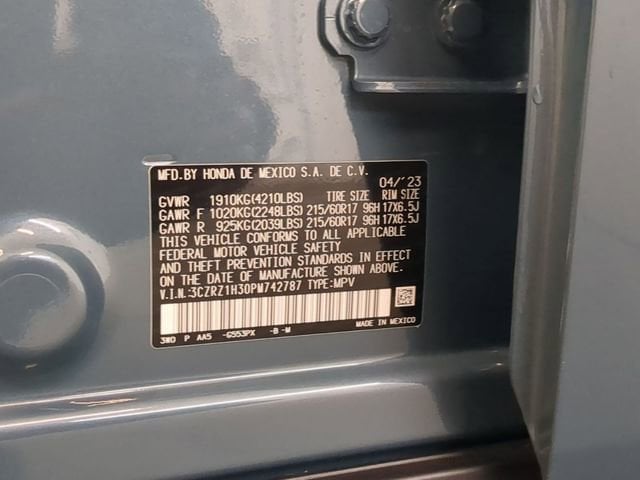 MFD.BY HONDA DE MEXICO S.A. DE C.V.
04/'23
GVWR 1910KG(4210LBS) TIRE SIZE RIM SIZE
GAWR F 1020KG(2248LBS) 215/60R17 96H 17X6.5J
GAWR R 925KG(2039LBS) 215/60R17 96H 17X6.5J
THIS VEHICLE CONFORMS TO ALL APPLICABLE
FEDERAL MOTOR VEHICLE SAFETY
AND THEFT PREVENTION STANDARDS IN EFFECT
ON THE DATE OF MANUFACTURE SHOWN ABOVE.
V.I.N.:3CZRZ1H30PM742787 TYPE:MPV
3W0 P AA5 -G553PX -B -M MADE IN MEXICO